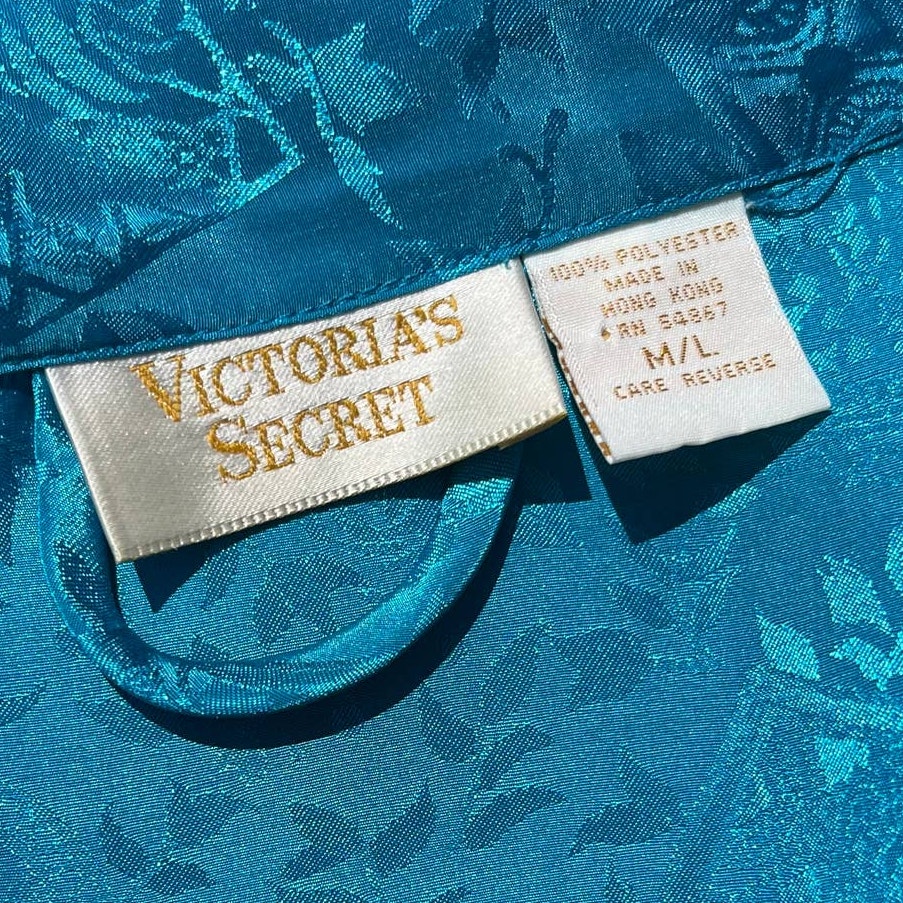 VICTORIA'S
SECRET
100% POLYESTER
MADE IN
HONG KONG
RN 54867
M/L
CARE REVERSE